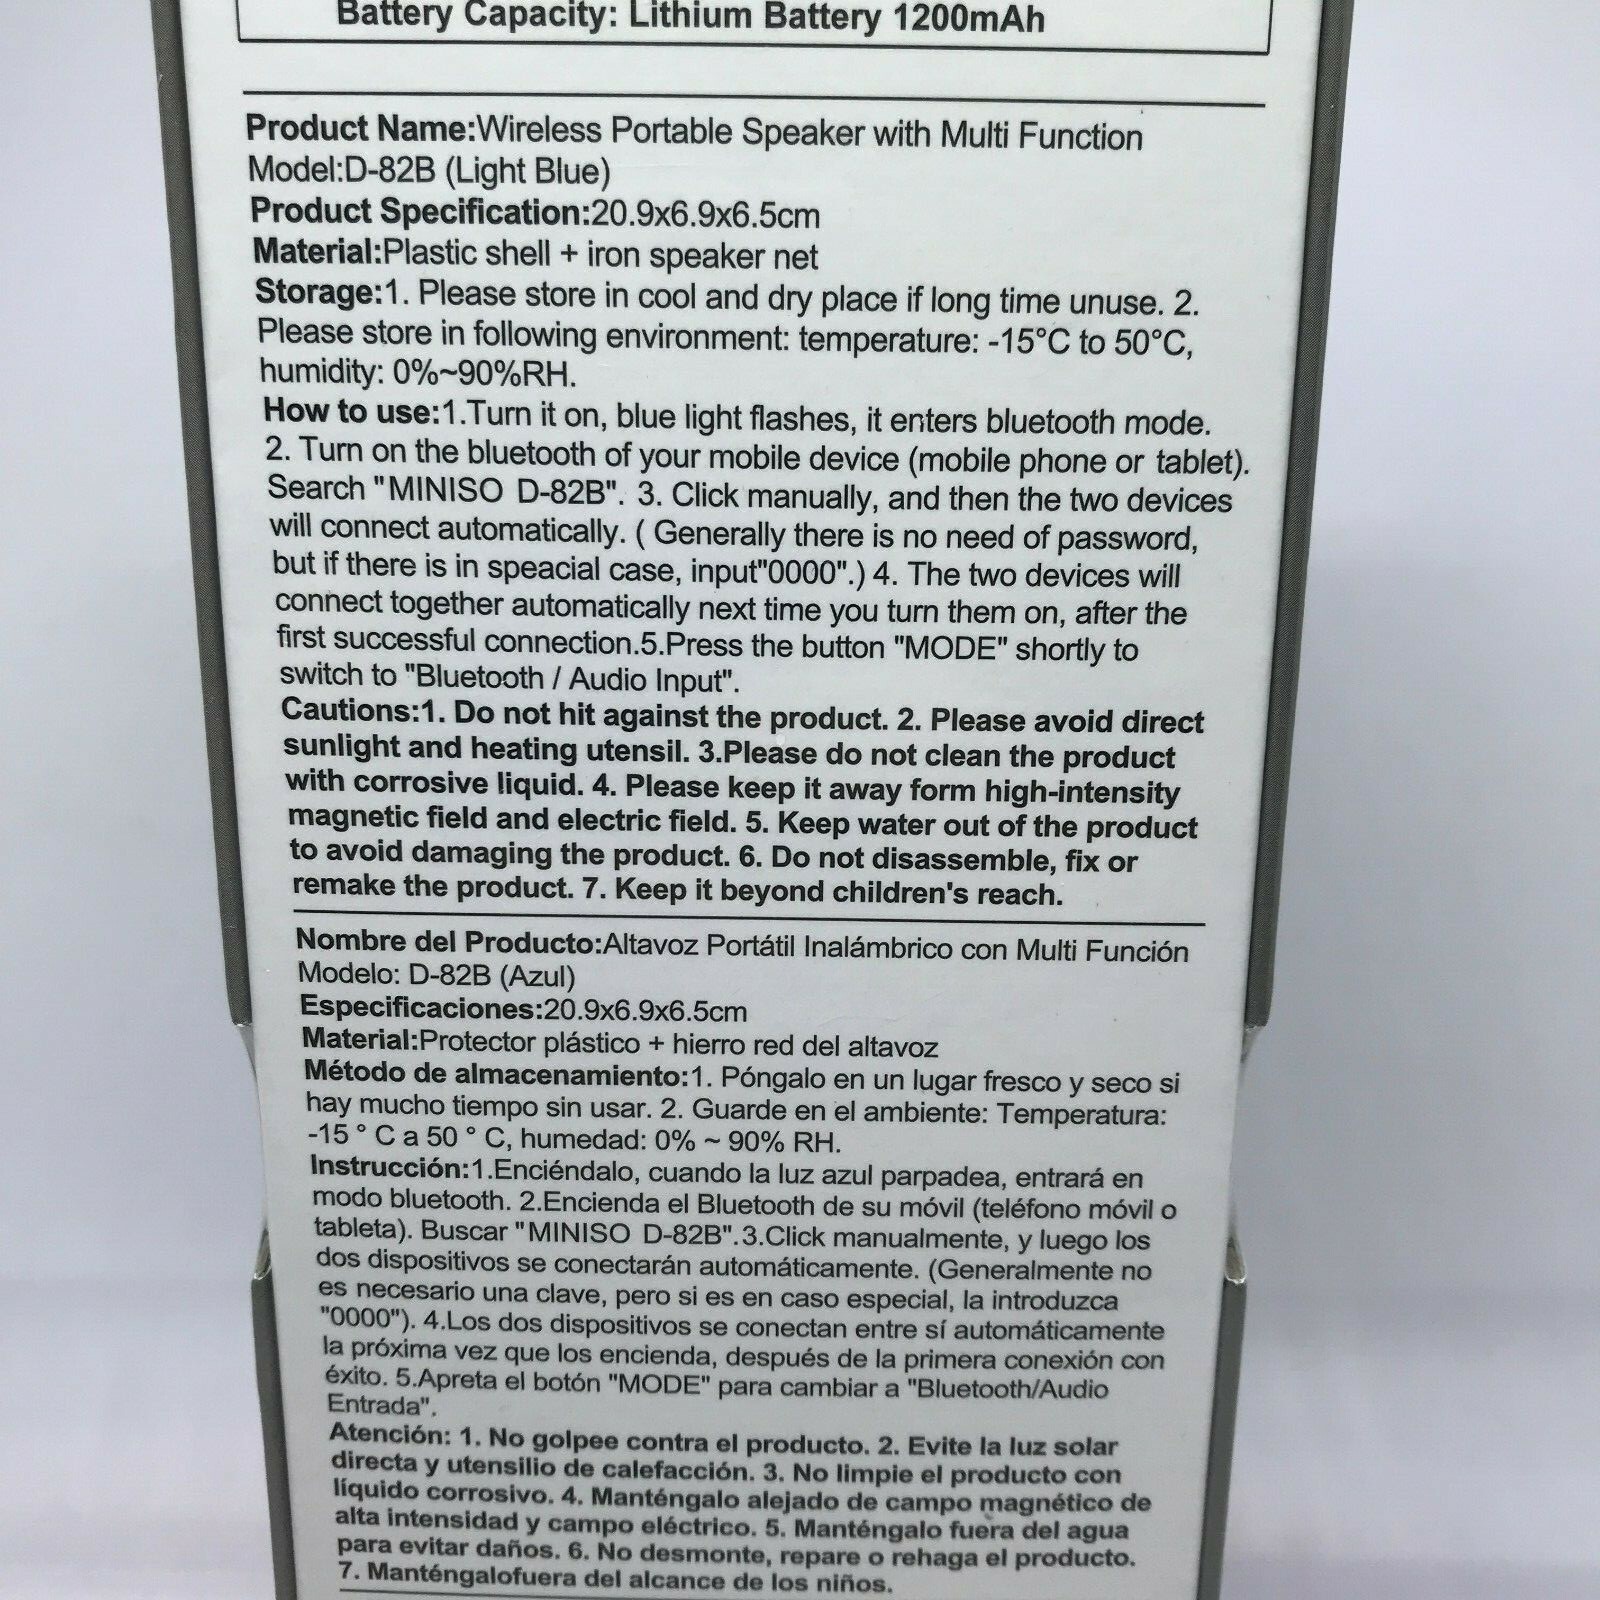 Battery Capacity: Lithium Battery 1200mAh
Product Name:Wireless Portable Speaker with Multi Function
Model:D-82B (Light Blue)
Product Specification:20.9x6.9x6.5cm
Material:Plastic shell + iron speaker net
Storage:1. Please store in cool and dry place if long time unuse. 2.
Please store in following environment: temperature: -15°C to 50°C,
humidity: 0%~90%RH.
How to use:1.Turn it on, blue light flashes, it enters bluetooth mode.
2. Turn on the bluetooth of your mobile device (mobile phone or tablet).
Search "MINISO D-82B". 3. Click manually, and then the two devices
will connect automatically. ( Generally there is no need of password,
but if there is in speacial case, input"0000".) 4. The two devices will
connect together automatically next time you turn them on, after the
first successful connection.5.Press the button "MODE" shortly to
switch to "Bluetooth / Audio Input".
Cautions:1. Do not hit against the product. 2. Please avoid direct
sunlight and heating utensil. 3.Please do not clean the product
with corrosive liquid. 4. Please keep it away form high-intensity
magnetic field and electric field. 5. Keep water out of the product
to avoid damaging the product. 6. Do not disassemble, fix or
remake the product. 7. Keep it beyond children's reach.
Nombre del Producto:Altavoz Portátil Inalámbrico con Multi Función
Modelo: D-82B (Azul)
Especificaciones:20.9x6.9x6.5cm
Material:Protector plástico + hierro red del altavoz
Método de almacenamiento:1. Póngalo en un lugar fresco y seco si
hay mucho tiempo sin usar. 2. Guarde en el ambiente: Temperatura:
-15 ° C a 50 ° C, humedad: 0% ~ 90% RH.
Instrucción:1.Enciéndalo, cuando la luz azul parpadea, entrará en
modo bluetooth. 2.Encienda el Bluetooth de su móvil (teléfono móvil o
tableta). Buscar "MINISO D-82B".3.Click manualmente, y luego los
dos dispositivos se conectarán automáticamente. (Generalmente no
es necesario una clave, pero si es en caso especial, la introduzca
"0000"). 4.Los dos dispositivos se conectan entre sí automáticamente
la próxima vez que los encienda, después de la primera conexión con
éxito. 5.Apreta el botón "MODE" para cambiar a "Bluetooth/Audio
Entrada".
Atención: 1. No golpee contra el producto. 2. Evite la luz solar
directa y utensilio de calefacción. 3. No limpie el producto con
líquido corrosivo. 4. Manténgalo alejado de campo magnético de
alta intensidad y campo eléctrico. 5. Manténgalo fuera del agua
para evitar daños. 6. No desmonte, repare o rehaga el producto.
7. Manténgalofuera del alcance de los niños.